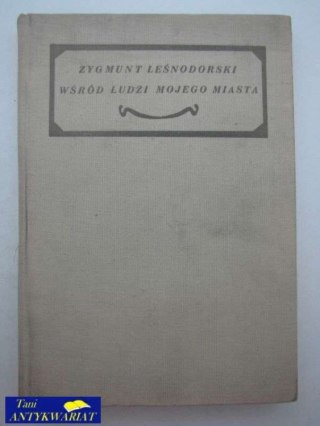 ZYGMUNT LEŚNODORSKI
WŚRÓD LUDZI MOJEGO MIASTA
Tani
ANTYKWARIAT